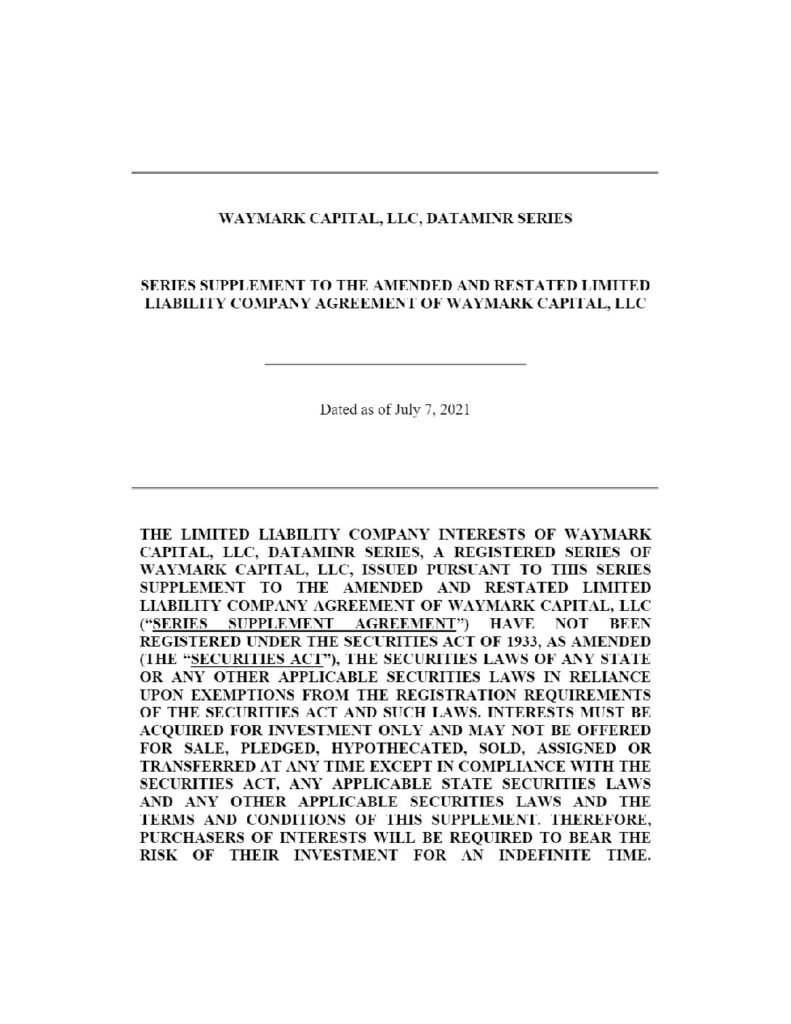 WAYMARK CAPITAL, LLC, DATAMINR SERIES
SERIES SUPPLEMENT TO THE AMENDED AND RESTATED LIMITED
LIABILITY COMPANY AGREEMENT OF WAYMARK CAPITAL, LLC
Dated as of July 7, 2021
THE LIMITED LIABILITY COMPANY INTERESTS OF WAYMARK
CAPITAL, LLC, DATAMINR SERIES, A REGISTERED SERIES OF
WAYMARK CAPITAL, LLC, ISSUED PURSUANT TO THIS SERIES
SUPPLEMENT TO THE AMENDED AND RESTATED LIMITED
LIABILITY COMPANY AGREEMENT OF WAYMARK CAPITAL, LLC
(“SERIES SUPPLEMENT AGREEMENT”) HAVE NOT BEEN
REGISTERED UNDER THE SECURITIES ACT OF 1933, AS AMENDED
(THE “SECURITIES ACT”), THE SECURITIES LAWS OF ANY STATE
OR ANY OTHER APPLICABLE SECURITIES LAWS IN RELIANCE
UPON EXEMPTIONS FROM THE REGISTRATION REQUIREMENTS
OF THE SECURITIES ACT AND SUCH LAWS. INTERESTS MUST BE
ACQUIRED FOR INVESTMENT ONLY AND MAY NOT BE OFFERED
FOR SALE, PLEDGED, HYPOTHECATED, SOLD, ASSIGNED OR
TRANSFERRED AT ANY TIME EXCEPT IN COMPLIANCE WITH THE
SECURITIES ACT, ANY APPLICABLE STATE SECURITIES LAWS
AND ANY OTHER APPLICABLE SECURITIES LAWS AND THE
TERMS AND CONDITIONS OF THIS SUPPLEMENT. THEREFORE,
PURCHASERS OF INTERESTS WILL BE REQUIRED TO BEAR THE
RISK OF THEIR INVESTMENT FOR AN INDEFINITE TIME.